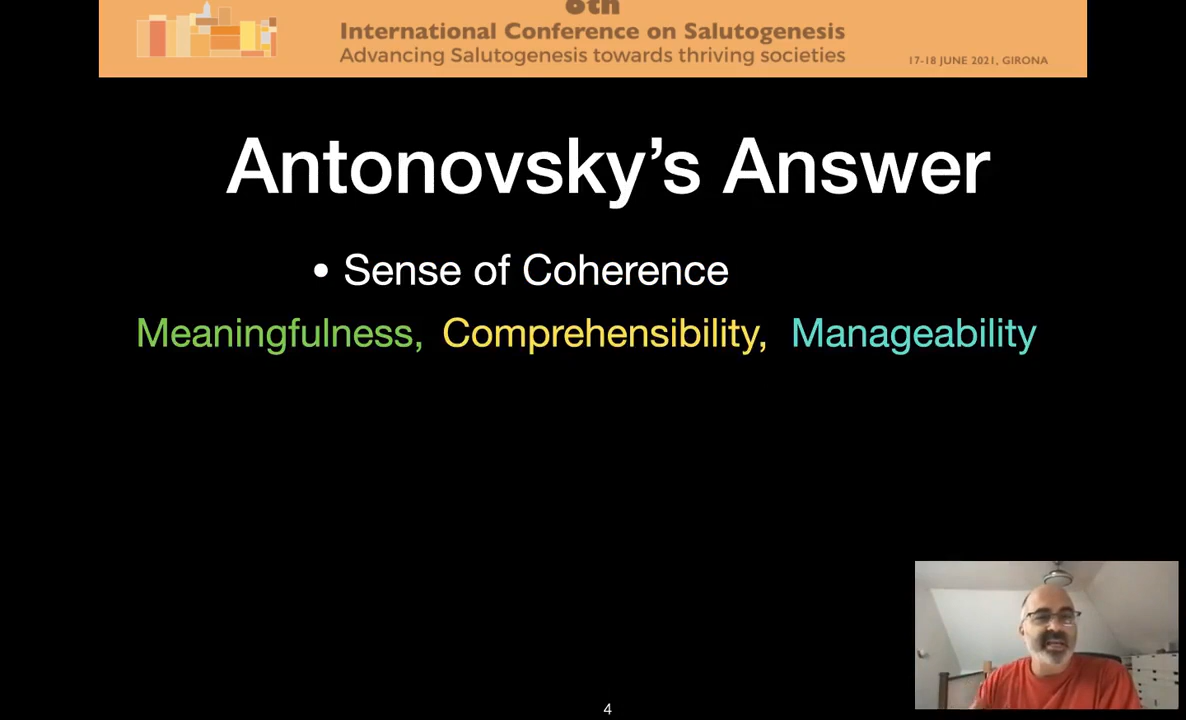 6th
International Conference on Salutogenesis
Advancing Salutogenesis towards thriving societies
17-18 JUNE 2021, GIRONA
Antonovsky’s Answer
• Sense of Coherence
Meaningfulness, Comprehensibility, Manageability
4